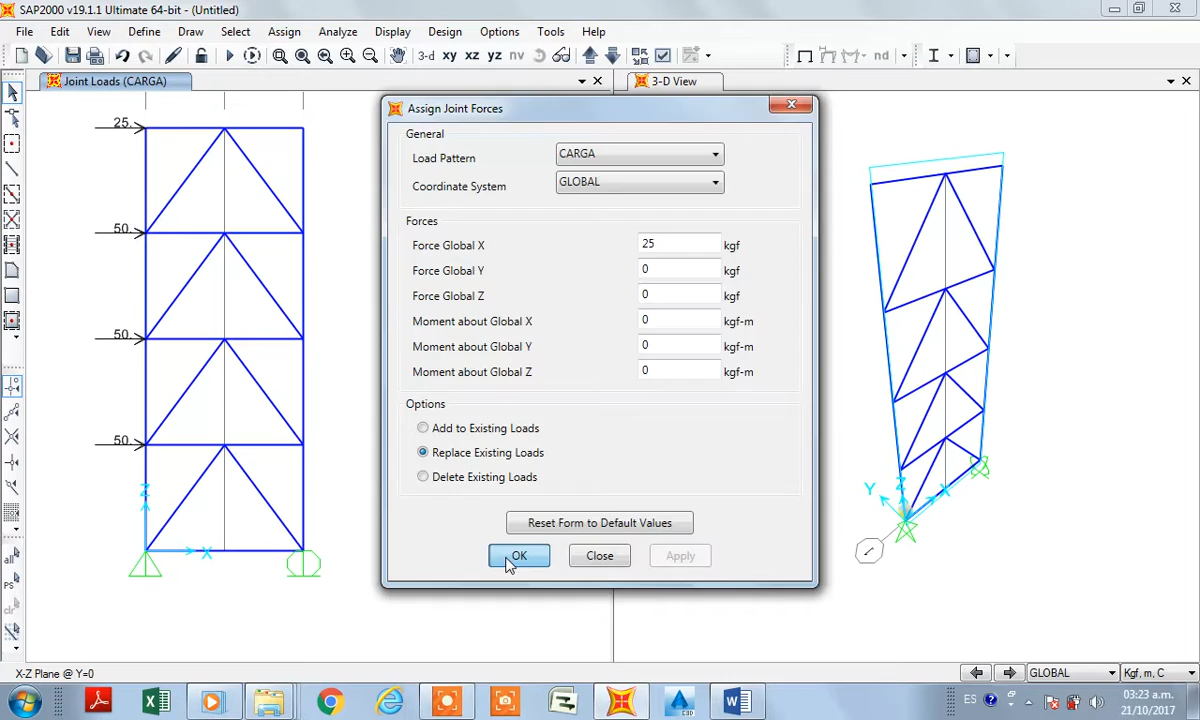 SAP2000 v19.1.1 Ultimate 64-bit - (Untitled)
File Edit View Define Draw Select Assign Analyze Display Design Options Tools Help
3-d xy xz yz nv nd
Joint Loads (CARGA)
3-D View
25.
50.
50.
50.
Z
X
Assign Joint Forces
General
Load Pattern CARGA
Coordinate System GLOBAL
Forces
Force Global X 25 kgf
Force Global Y 0 kgf
Force Global Z 0 kgf
Moment about Global X 0 kgf-m
Moment about Global Y 0 kgf-m
Moment about Global Z 0 kgf-m
Options
Add to Existing Loads
Replace Existing Loads
Delete Existing Loads
Reset Form to Default Values
OK Close Apply
Y Z X
all
PS
clr
X-Z Plane @ Y=0
GLOBAL
Kgf, m, C
ES
03:23 a.m.
21/10/2017